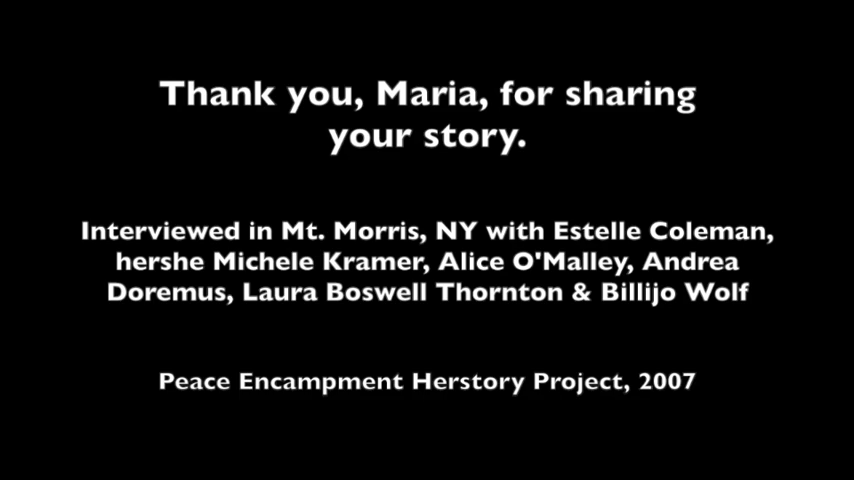 Thank you, Maria, for sharing
your story.
Interviewed in Mt. Morris, NY with Estelle Coleman,
hershe Michele Kramer, Alice O'Malley, Andrea
Doremus, Laura Boswell Thornton & Billijo Wolf
Peace Encampment Herstory Project, 2007